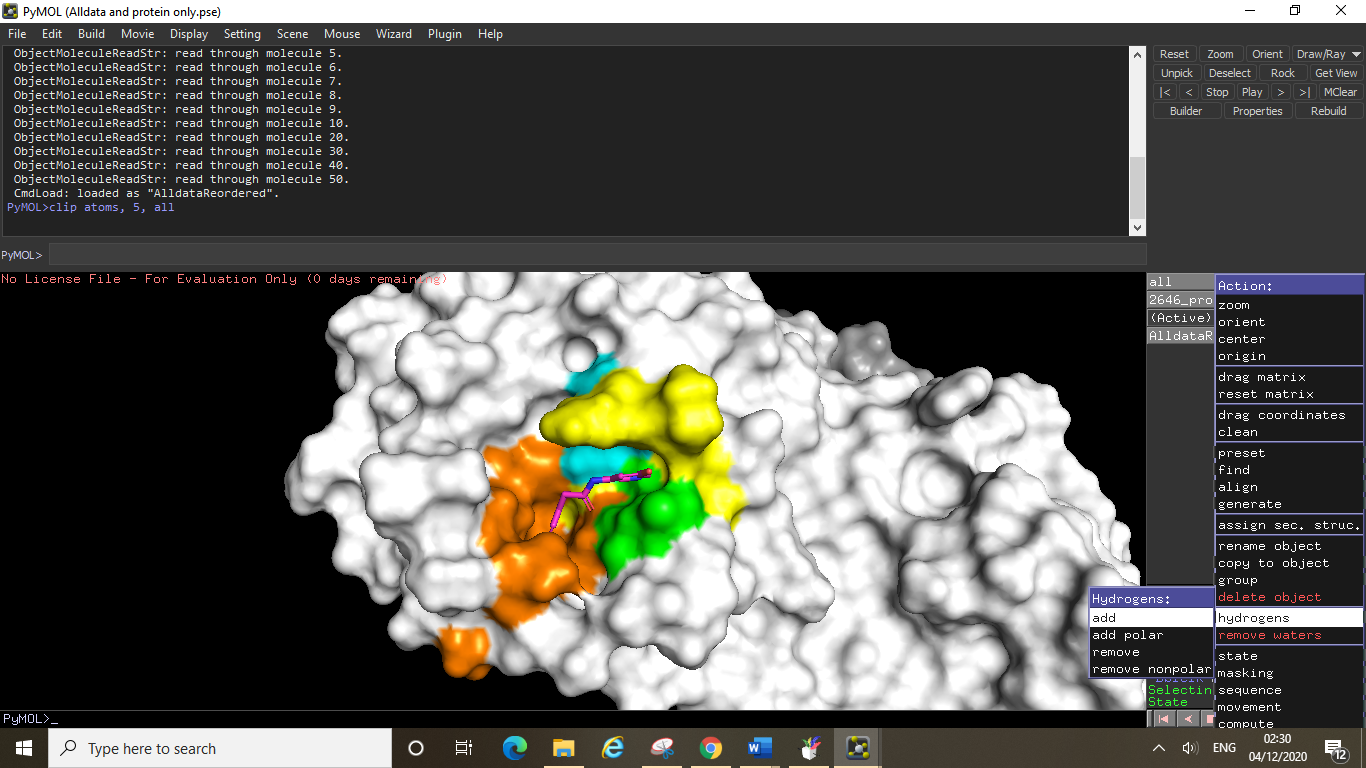 PyMOL (Alldata and protein only.pse)
File Edit Build Movie Display Setting Scene Mouse Wizard Plugin Help
ObjectMoleculeReadStr: read through molecule 5.
ObjectMoleculeReadStr: read through molecule 6.
ObjectMoleculeReadStr: read through molecule 7.
ObjectMoleculeReadStr: read through molecule 8.
ObjectMoleculeReadStr: read through molecule 9.
ObjectMoleculeReadStr: read through molecule 10.
ObjectMoleculeReadStr: read through molecule 20.
ObjectMoleculeReadStr: read through molecule 30.
ObjectMoleculeReadStr: read through molecule 40.
ObjectMoleculeReadStr: read through molecule 50.
CmdLoad: loaded as "AlldataReordered".
PyMOL>clip atoms, 5, all
PyMOL>
Reset Zoom Orient Draw/Ray
Unpick Deselect Rock Get View
|< < Stop Play > >| MClear
Builder Properties Rebuild
No License File - For Evaluation Only (0 days remaining)
all
2646_pro
(Active)
AlldataR
Action:
zoom
orient
center
origin
drag matrix
reset matrix
drag coordinates
clean
preset
find
align
generate
assign sec. struc.
rename object
copy to object
group
delete object
hydrogens
remove waters
state
masking
sequence
movement
compute
Hydrogens:
add
add polar
remove
remove nonpolar
Selectin
State
PyMOL>_
Type here to search
ENG
02:30
04/12/2020
12